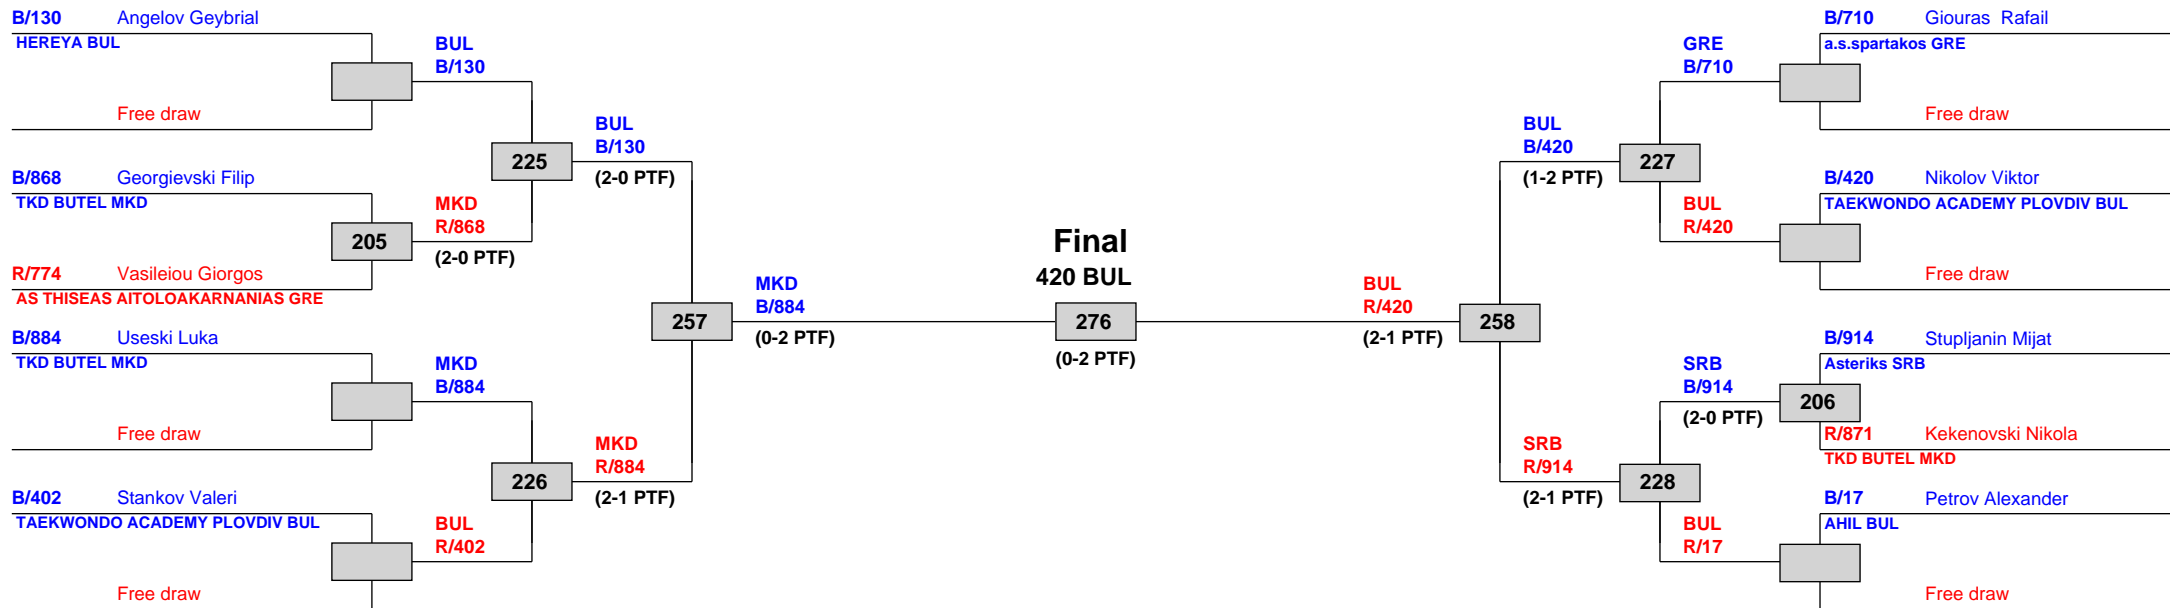 B/130 Angelov Geybrial
HEREYA BUL
Free draw
B/868 Georgievski Filip
TKD BUTEL MKD
R/774 Vasileiou Giorgos
AS THISEAS AITOLOAKARNANIAS GRE
B/884 Useski Luka
TKD BUTEL MKD
Free draw
B/402 Stankov Valeri
TAEKWONDO ACADEMY PLOVDIV BUL
Free draw
205
BUL
B/130
MKD
R/868
(2-0 PTF)
MKD
B/884
BUL
R/402
225
226
BUL
B/130
(2-0 PTF)
MKD
R/884
(2-1 PTF)
257
MKD
B/884
(0-2 PTF)
Final
420 BUL
276
(0-2 PTF)
BUL
R/420
(2-1 PTF)
258
BUL
B/420
(1-2 PTF)
SRB
R/914
(2-1 PTF)
227
228
GRE
B/710
BUL
R/420
SRB
B/914
(2-0 PTF)
BUL
R/17
206
B/710 Giouras Rafail
a.s.spartakos GRE
Free draw
B/420 Nikolov Viktor
TAEKWONDO ACADEMY PLOVDIV BUL
Free draw
B/914 Stupljanin Mijat
Asteriks SRB
R/871 Kekenovski Nikola
TKD BUTEL MKD
B/17 Petrov Alexander
AHIL BUL
Free draw